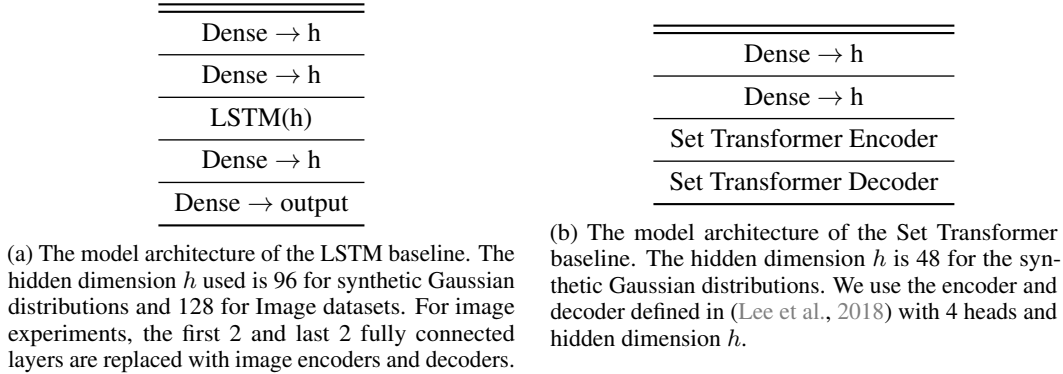 Dense → h
Dense → h
LSTM(h)
Dense → h
Dense → output
(a) The model architecture of the LSTM baseline. The
hidden dimension h used is 96 for synthetic Gaussian
distributions and 128 for Image datasets. For image
experiments, the first 2 and last 2 fully connected
layers are replaced with image encoders and decoders.
Dense → h
Dense → h
Set Transformer Encoder
Set Transformer Decoder
(b) The model architecture of the Set Transformer
baseline. The hidden dimension h is 48 for the syn-
thetic Gaussian distributions. We use the encoder and
decoder defined in (Lee et al., 2018) with 4 heads and
hidden dimension h.